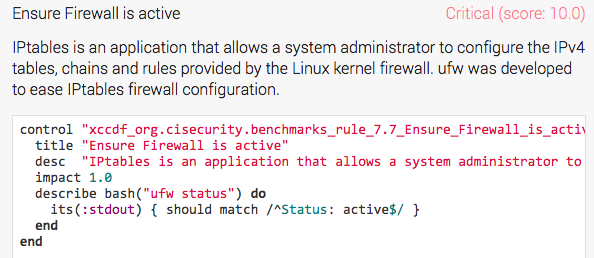 Ensure Firewall is active
Critical (score: 10.0)
IPtables is an application that allows a system administrator to configure the IPv4
tables, chains and rules provided by the Linux kernel firewall. ufw was developed
to ease IPtables firewall configuration.
control "xccdf_org.cisecurity.benchmarks_rule_7.7_Ensure_Firewall_is_activ
title "Ensure Firewall is active"
desc "IPtables is an application that allows a system administrator to
impact 1.0
describe bash("ufw status") do
its(:stdout) { should match /^Status: active$/ }
end
end